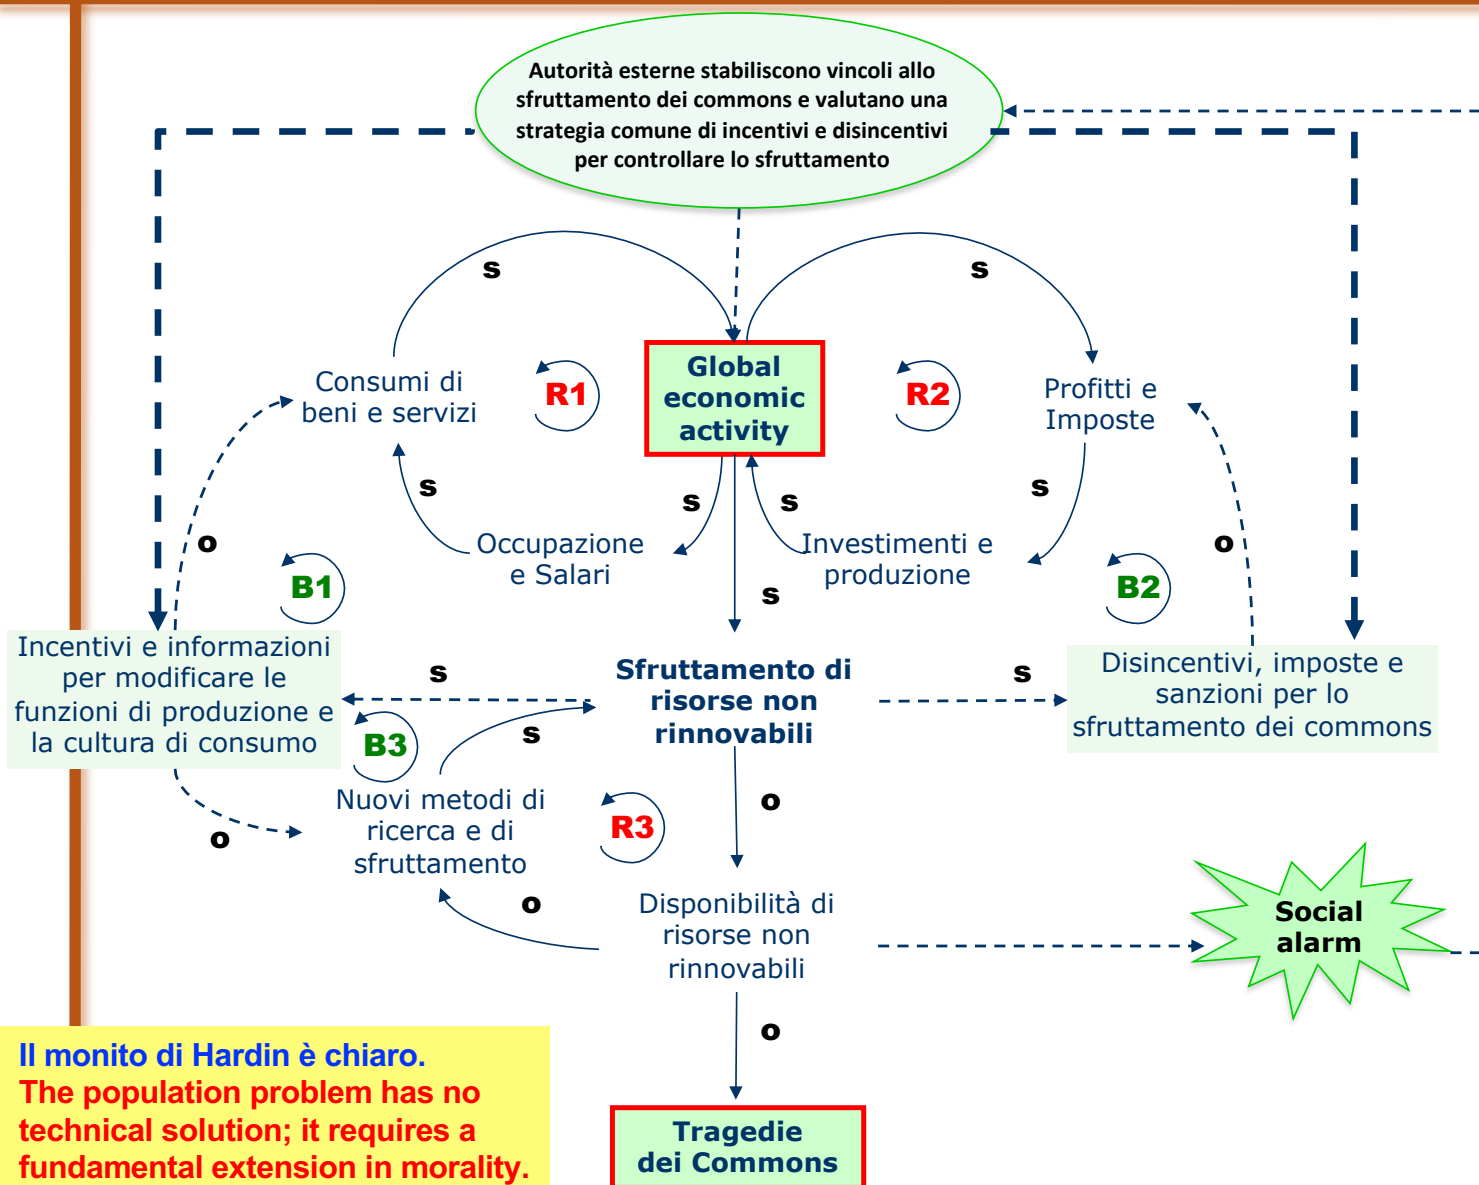 Autorità esterne stabiliscono vincoli allo
sfruttamento dei commons e valutano una
strategia comune di incentivi e disincentivi
per controllare lo sfruttamento
s
s
Global
economic
activity
R1
R2
Consumi di
beni e servizi
Profitti e
Imposte
s
s
s
s
Occupazione
e Salari
Investimenti e
produzione
o
o
B1
B2
s
Incentivi e informazioni
per modificare le
funzioni di produzione e
la cultura di consumo
s
Sfruttamento di
risorse non
rinnovabili
s
Disincentivi, imposte e
sanzioni per lo
sfruttamento dei commons
B3
s
Nuovi metodi di
ricerca e di
sfruttamento
R3
o
o
o
Disponibilità di
risorse non
rinnovabili
Social
alarm
o
Il monito di Hardin è chiaro.
The population problem has no
technical solution; it requires a
fundamental extension in morality.
Tragedie
dei Commons